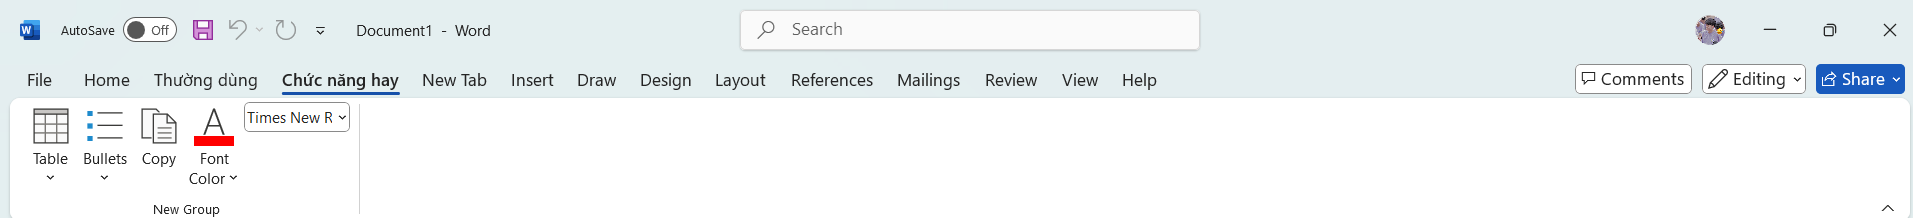 AutoSave Off Document1 - Word Search
File Home Thường dùng Chức năng hay New Tab Insert Draw Design Layout References Mailings Review View Help Comments Editing Share
Times New R
Table Bullets Copy Font
Color
New Group